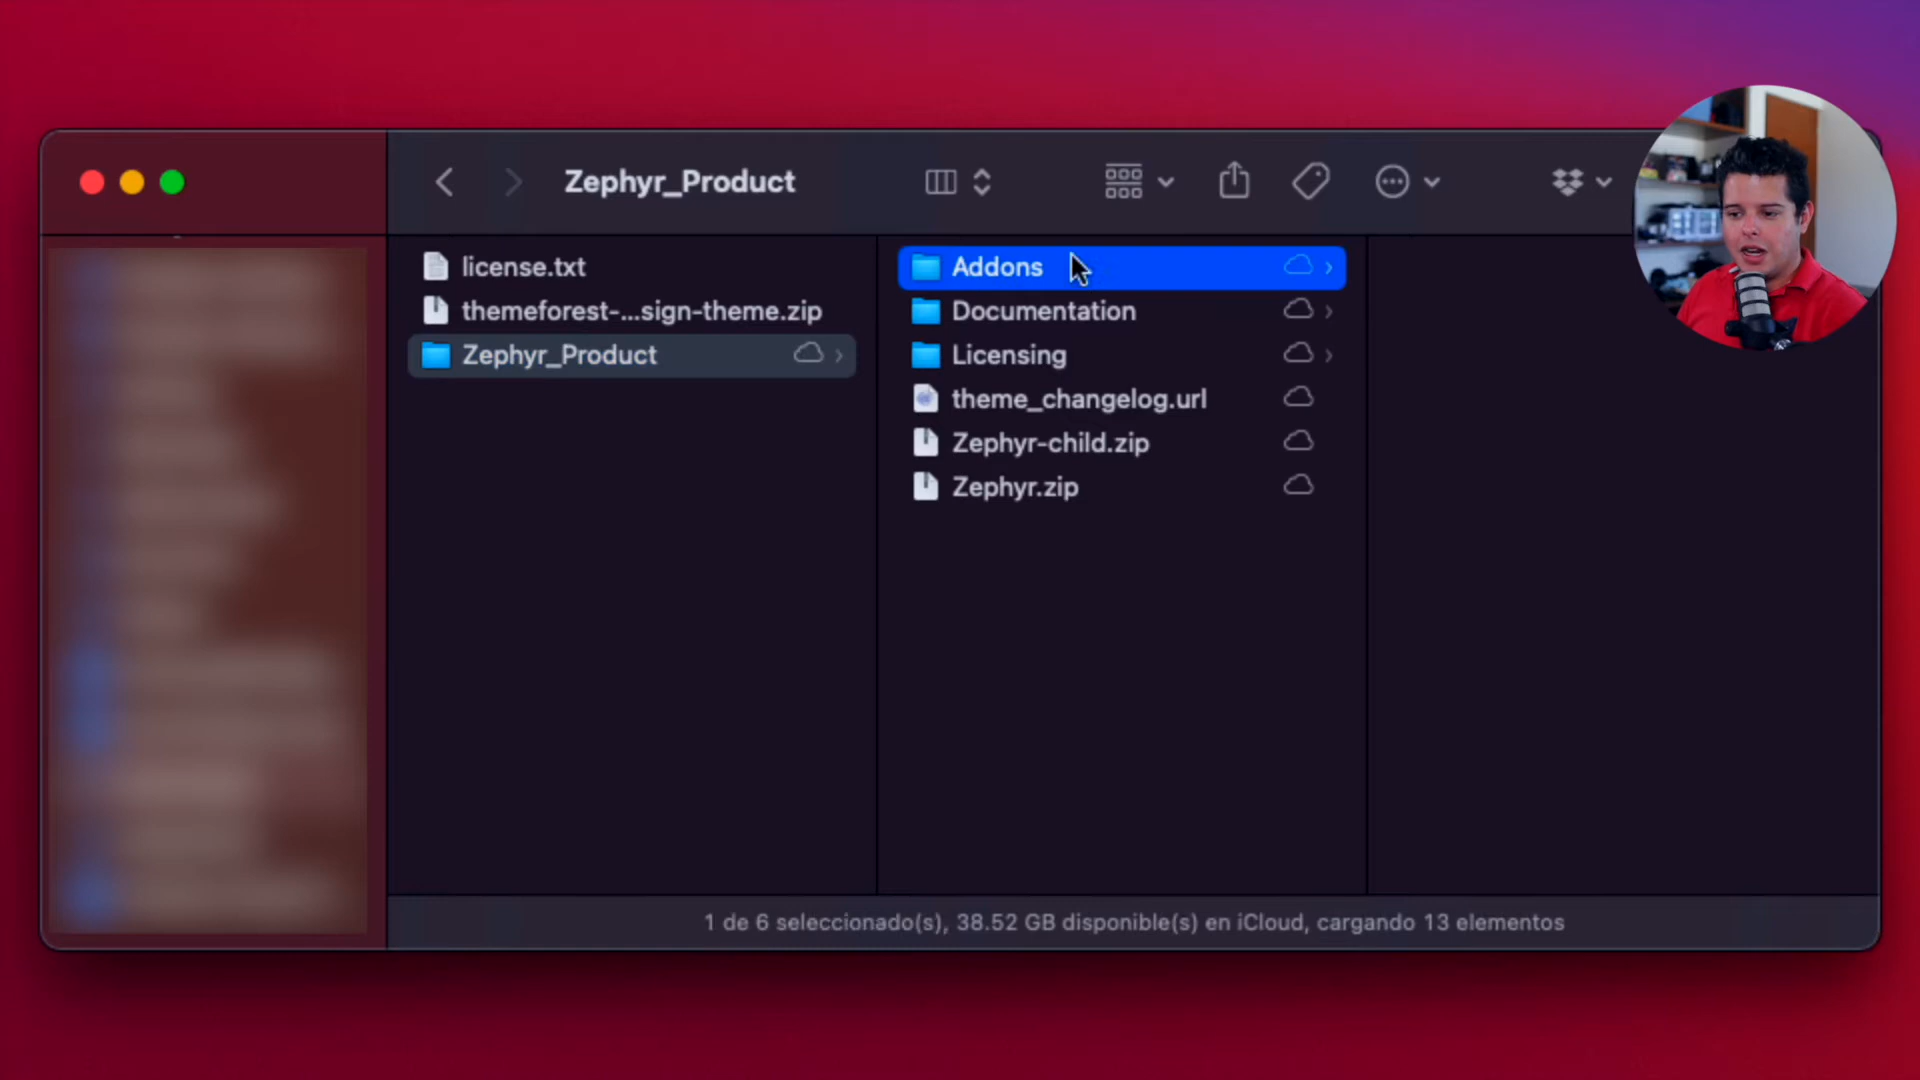 Zephyr_Product
license.txt
themeforest-...sign-theme.zip
Zephyr_Product
Addons
Documentation
Licensing
theme_changelog.url
Zephyr-child.zip
Zephyr.zip
1 de 6 seleccionado(s), 38.52 GB disponible(s) en iCloud, cargando 13 elementos